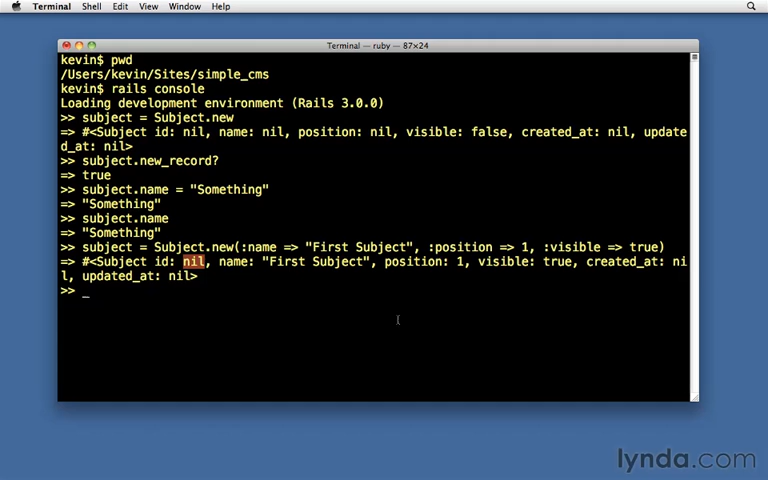 Terminal Shell Edit View Window Help
Terminal — ruby — 87×24
kevin$ pwd
/Users/kevin/Sites/simple_cms
kevin$ rails console
Loading development environment (Rails 3.0.0)
>> subject = Subject.new
=> #<Subject id: nil, name: nil, position: nil, visible: false, created_at: nil, update
d_at: nil>
>> subject.new_record?
=> true
>> subject.name = "Something"
=> "Something"
>> subject.name
=> "Something"
>> subject = Subject.new(:name => "First Subject", :position => 1, :visible => true)
=> #<Subject id: nil, name: "First Subject", position: 1, visible: true, created_at: ni
l, updated_at: nil>
>> _
lynda.com